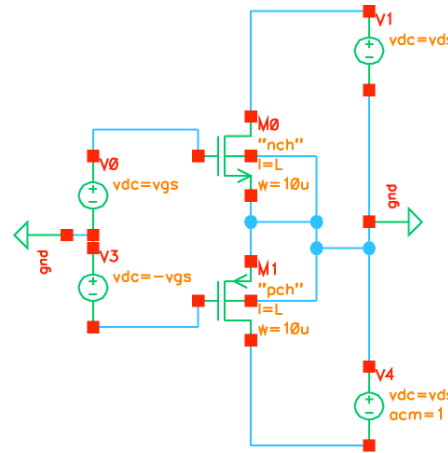 V1
vdc=vds
M0
"nch"
l=L
w=10u
V0
vdc=vgs
gnd
gnd
V3
vdc=-vgs
M1
"pch"
l=L
w=10u
V4
vdc=vds
acm=1